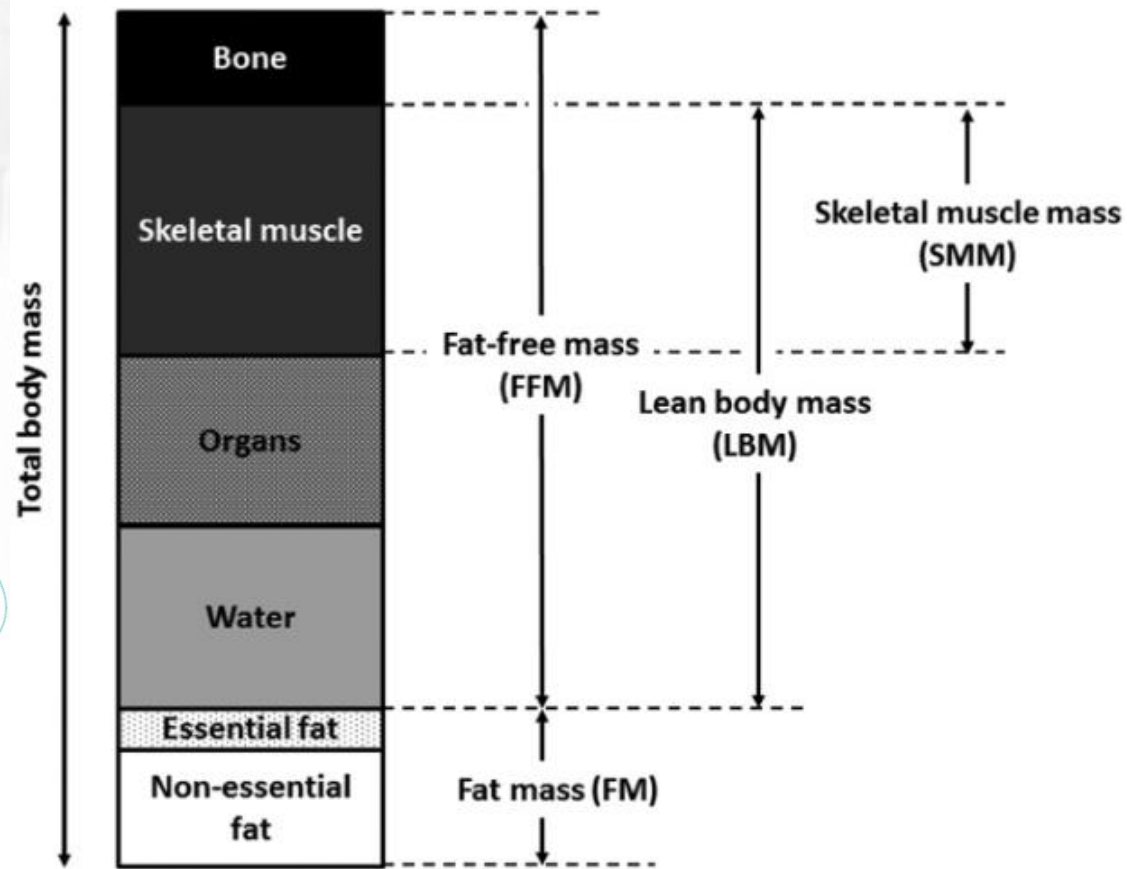 Bone
Skeletal muscle
Organs
Water
Essential fat
Non-essential
fat
Total body mass
Fat-free mass
(FFM)
Lean body mass
(LBM)
Skeletal muscle mass
(SMM)
Fat mass (FM)